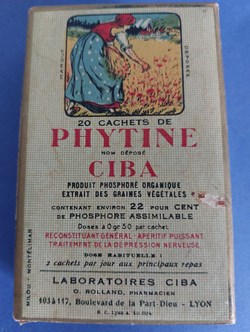 20 CACHETS DE
PHYTINE
NOM DÉPOSÉ
CIBA
PRODUIT PHOSPHORÉ ORGANIQUE
EXTRAIT DES GRAINES VÉGÉTALES
CONTENANT ENVIRON 22 POUR CENT
DE PHOSPHORE ASSIMILABLE
Doses à 0gr 50 par cachet
RECONSTITUANT GÉNÉRAL - APÉRITIF PUISSANT
TRAITEMENT DE LA DÉPRESSION NERVEUSE
DOSE HABITUELLE :
2 cachets par jour aux principaux repas
LABORATOIRES CIBA
O. ROLLAND, PHARMACIEN
103 à 117, Boulevard de la Part-Dieu - LYON